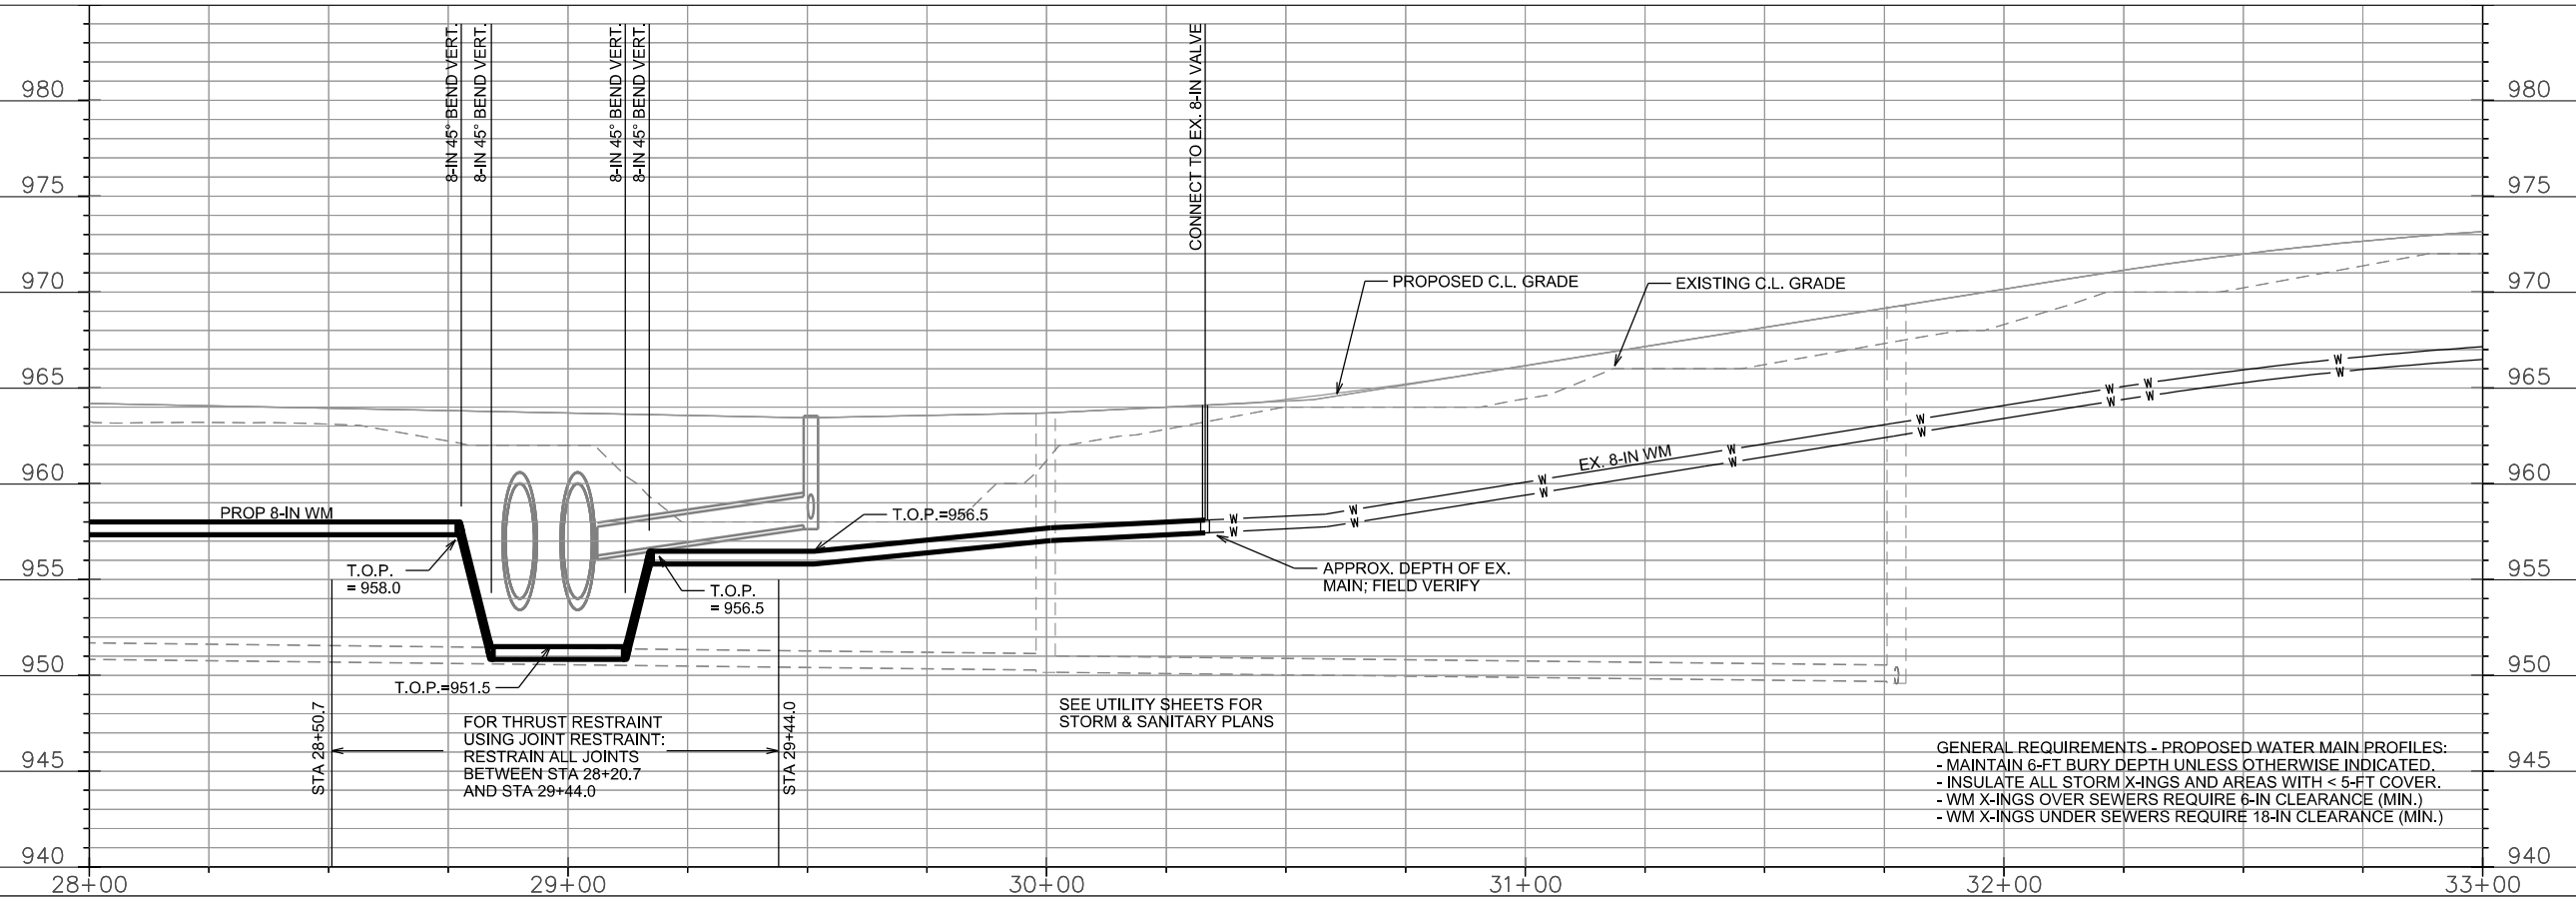 8-IN 45° BEND VERT.
8-IN 45° BEND VERT.
8-IN 45° BEND VERT.
8-IN 45° BEND VERT.
CONNECT TO EX. 8-IN VALVE
980
980
975
975
970
970
PROPOSED C.L. GRADE
EXISTING C.L. GRADE
965
965
W
W
W
W
W
W
W
W
960
960
EX. 8-IN WM
W
W
W
W
W
W
W
W
PROP 8-IN WM
T.O.P.=956.5
955
955
T.O.P.
= 958.0
T.O.P.
= 956.5
APPROX. DEPTH OF EX.
MAIN; FIELD VERIFY
950
950
T.O.P.=951.5
SEE UTILITY SHEETS FOR
STORM & SANITARY PLANS
STA 28+50.7
FOR THRUST RESTRAINT
USING JOINT RESTRAINT:
RESTRAIN ALL JOINTS
BETWEEN STA 28+20.7
AND STA 29+44.0
STA 29+44.0
945
945
GENERAL REQUIREMENTS - PROPOSED WATER MAIN PROFILES:
- MAINTAIN 6-FT BURY DEPTH UNLESS OTHERWISE INDICATED.
- INSULATE ALL STORM X-INGS AND AREAS WITH < 5-FT COVER.
- WM X-INGS OVER SEWERS REQUIRE 6-IN CLEARANCE (MIN.)
- WM X-INGS UNDER SEWERS REQUIRE 18-IN CLEARANCE (MIN.)
940
940
28+00
29+00
30+00
31+00
32+00
33+00